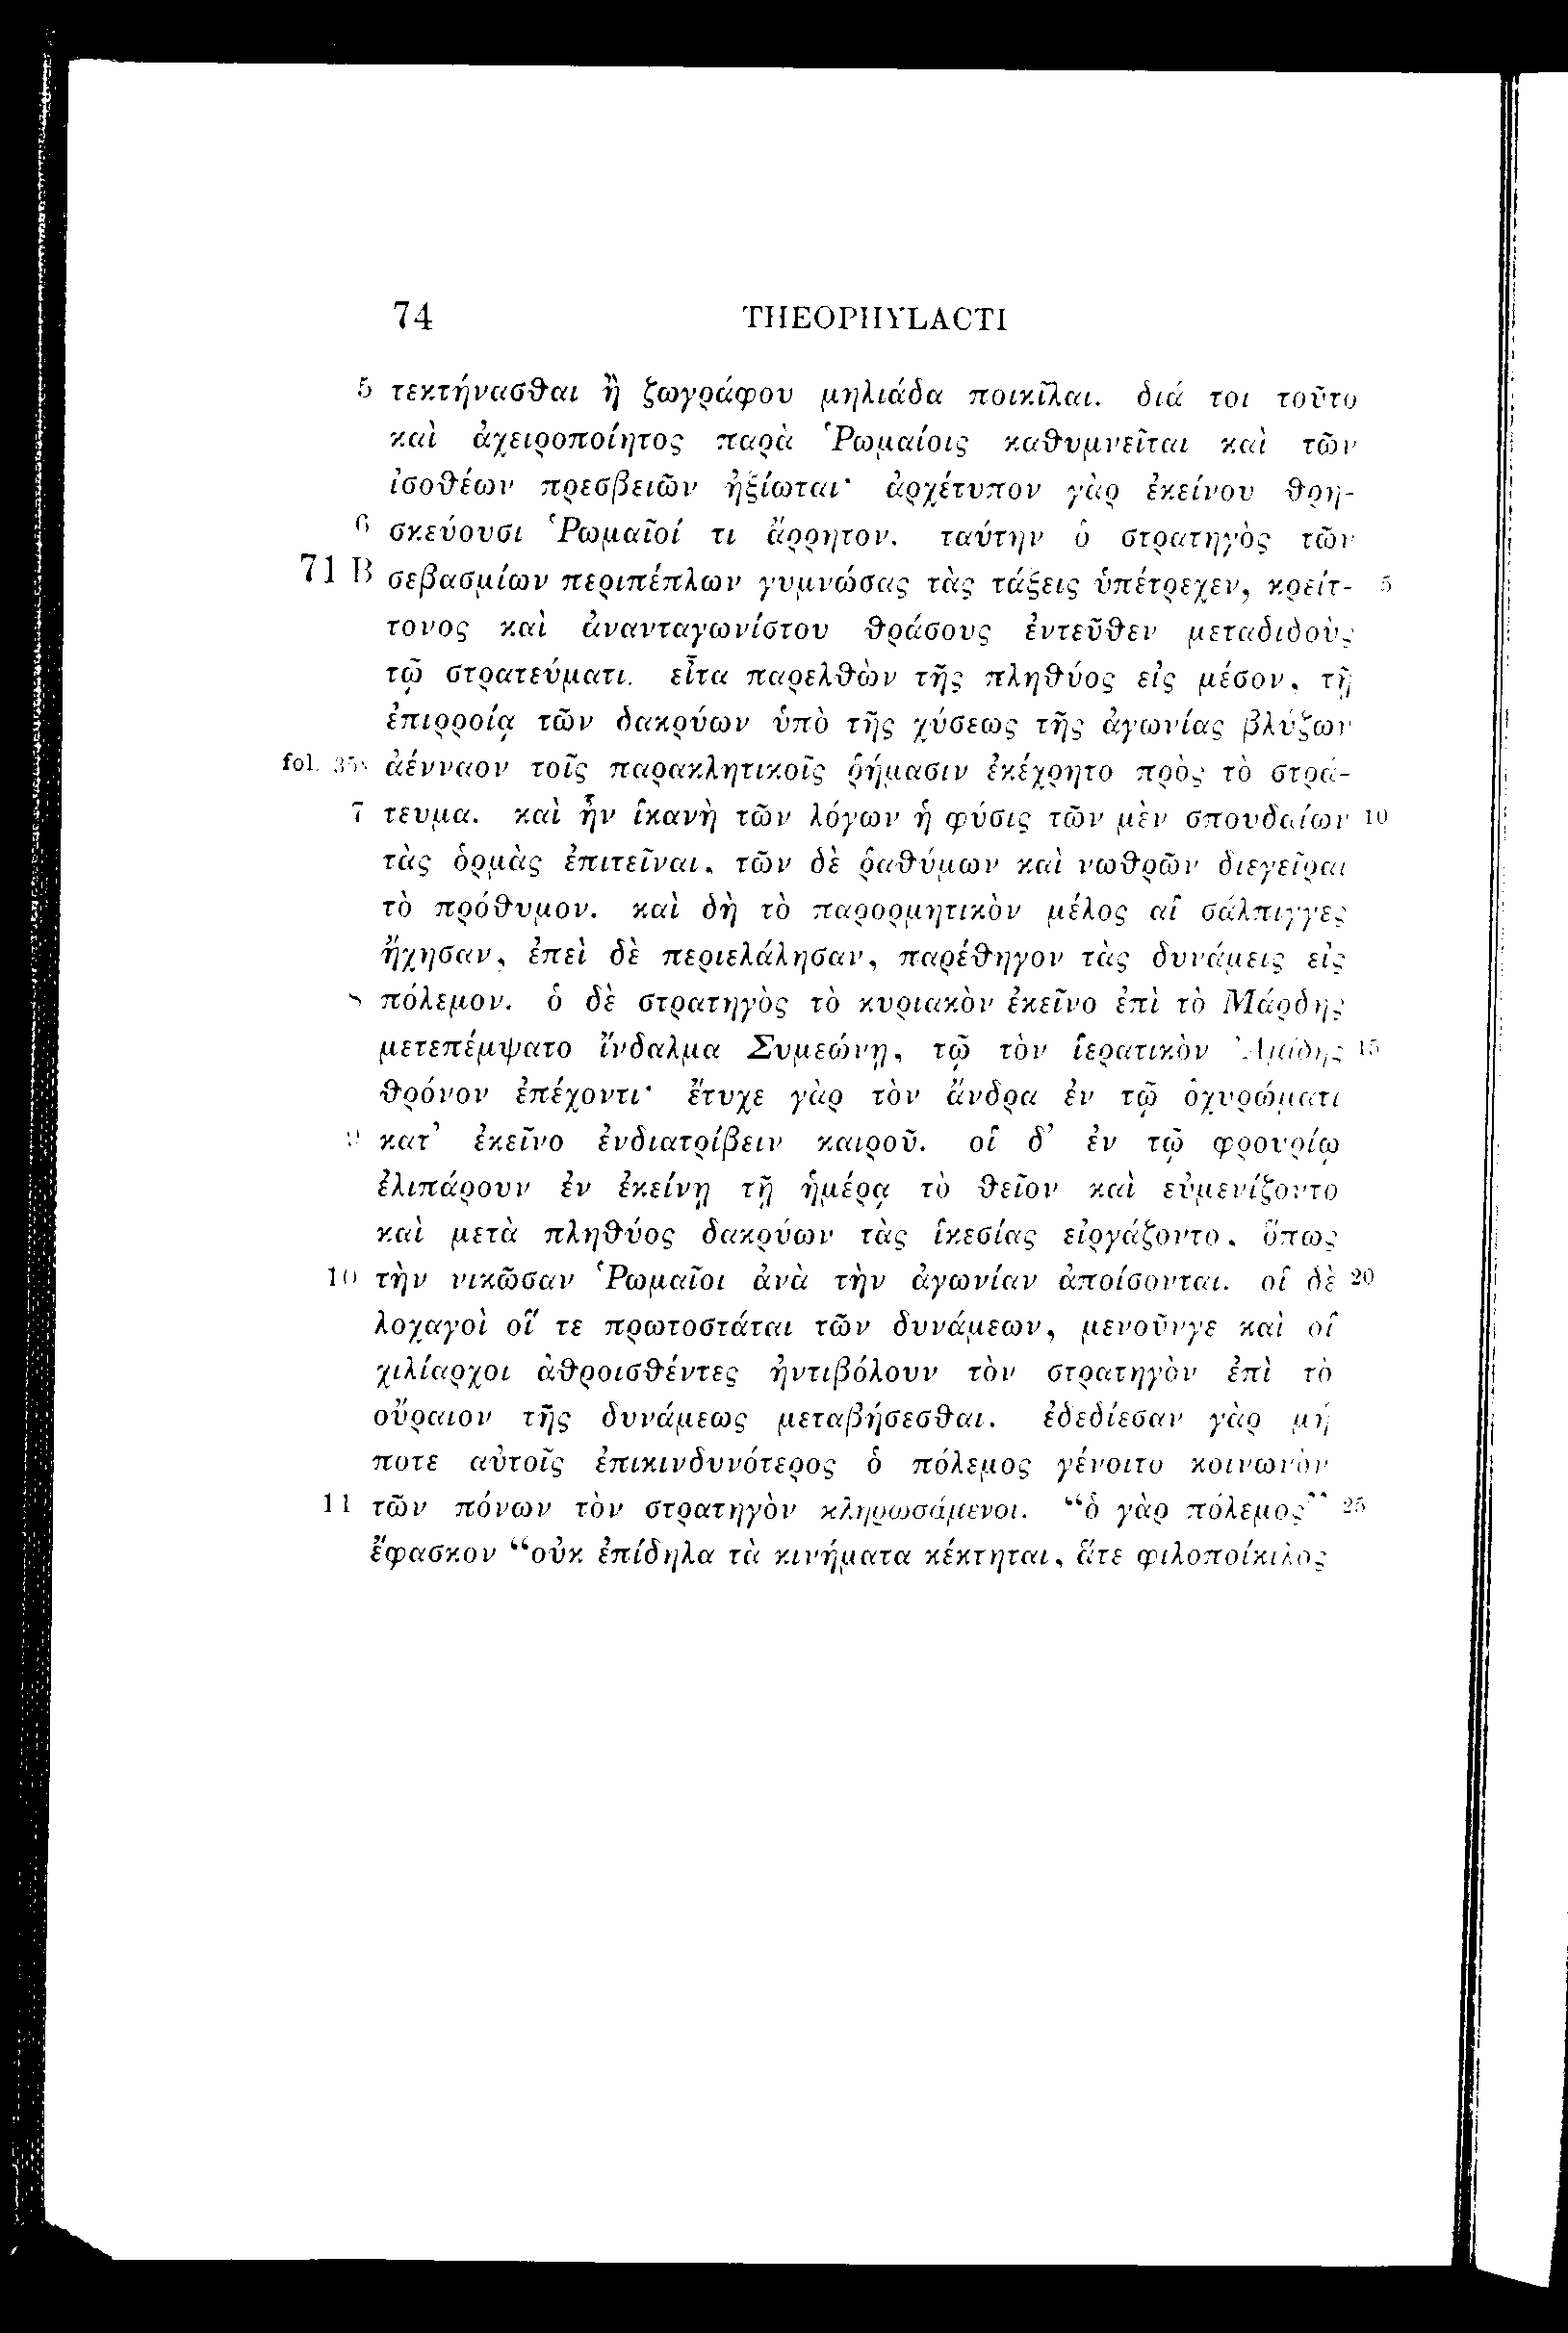 74 THEOPHYLACTI
5 τεκτήνασθαι ἢ ζωγράφου μηλιάδα ποικῖλαι. διά τοι τοῦτο
καὶ ἀχειροποίητος παρὰ Ῥωμαίοις καθυμνεῖται καὶ τῶν
ἰσοθέων πρεσβειῶν ἠξίωται· ἀρχέτυπον γὰρ ἐκείνου θρη-
6 σκεύουσι Ῥωμαῖοί τι ἄρρητον. ταύτην ὁ στρατηγὸς τῶν
71 B σεβασμίων περιπέπλων γυμνώσας τὰς τάξεις ὑπέτρεχεν, κρείτ- 5
τονος καὶ ἀνανταγωνίστου θράσους ἐντεῦθεν μεταδιδοὺς
τῷ στρατεύματι. εἶτα παρελθὼν τῆς πληθύος εἰς μέσον, τῇ
ἐπιρροίᾳ τῶν δακρύων ὑπὸ τῆς χύσεως τῆς ἀγωνίας βλύζων
fol. 35v ἀένναον τοῖς παρακλητικοῖς ῥήμασιν ἐκέχρητο πρὸς τὸ στρά-
7 τευμα. καὶ ἦν ἱκανὴ τῶν λόγων ἡ φύσις τῶν μὲν σπουδαίων 10
τὰς ὁρμὰς ἐπιτεῖναι, τῶν δὲ ῥαθύμων καὶ νωθρῶν διεγεῖραι
τὸ πρόθυμον. καὶ δὴ τὸ παρορμητικὸν μέλος αἱ σάλπιγγες
ἤχησαν, ἐπεὶ δὲ περιελάλησαν, παρέθηγον τὰς δυνάμεις εἰς
πόλεμον. ὁ δὲ στρατηγὸς τὸ κυριακὸν ἐκεῖνο ἐπὶ τὸ Μάρδης
μετεπέμψατο ἴνδαλμα Συμεώνῃ, τῷ τὸν ἱερατικὸν Ἀμίδης 15
θρόνον ἐπέχοντι· ἔτυχε γὰρ τὸν ἄνδρα ἐν τῷ ὀχυρώματι
9 κατ' ἐκεῖνο ἐνδιατρίβειν καιροῦ. οἱ δ' ἐν τῷ φρουρίῳ
ἐλιπάρουν ἐν ἐκείνῃ τῇ ἡμέρᾳ τὸ θεῖον καὶ εὐμενίζοντο
καὶ μετὰ πληθύος δακρύων τὰς ἱκεσίας εἰργάζοντο, ὅπως
10 τὴν νικῶσαν Ῥωμαῖοι ἀνὰ τὴν ἀγωνίαν ἀποίσονται. οἱ δὲ 20
λοχαγοὶ οἵ τε πρωτοστάται τῶν δυνάμεων, μενοῦνγε καὶ οἱ
χιλίαρχοι ἀθροισθέντες ἠντιβόλουν τὸν στρατηγὸν ἐπὶ τὸ
οὔραιον τῆς δυνάμεως μεταβήσεσθαι. ἐδεδίεσαν γὰρ μή
ποτε αὐτοῖς ἐπικινδυνότερος ὁ πόλεμος γένοιτο κοινωνὸν
11 τῶν πόνων τὸν στρατηγὸν κληρωσάμενοι. “ὁ γὰρ πόλεμος” 25
ἔφασκον “οὐκ ἐπίδηλα τὰ κινήματα κέκτηται, ἅτε φιλοποίκιλος